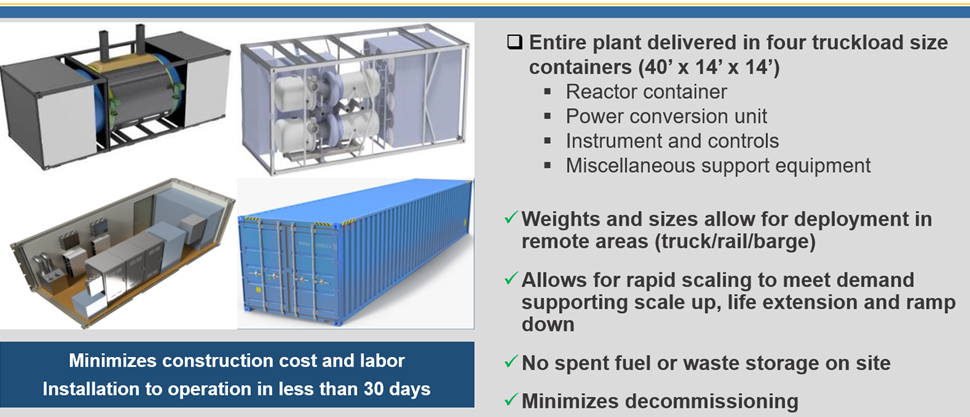 Entire plant delivered in four truckload size
containers (40’ x 14’ x 14’)
Reactor container
Power conversion unit
Instrument and controls
Miscellaneous support equipment
Weights and sizes allow for deployment in
remote areas (truck/rail/barge)
Allows for rapid scaling to meet demand
supporting scale up, life extension and ramp
down
No spent fuel or waste storage on site
Minimizes decommissioning
Minimizes construction cost and labor
Installation to operation in less than 30 days